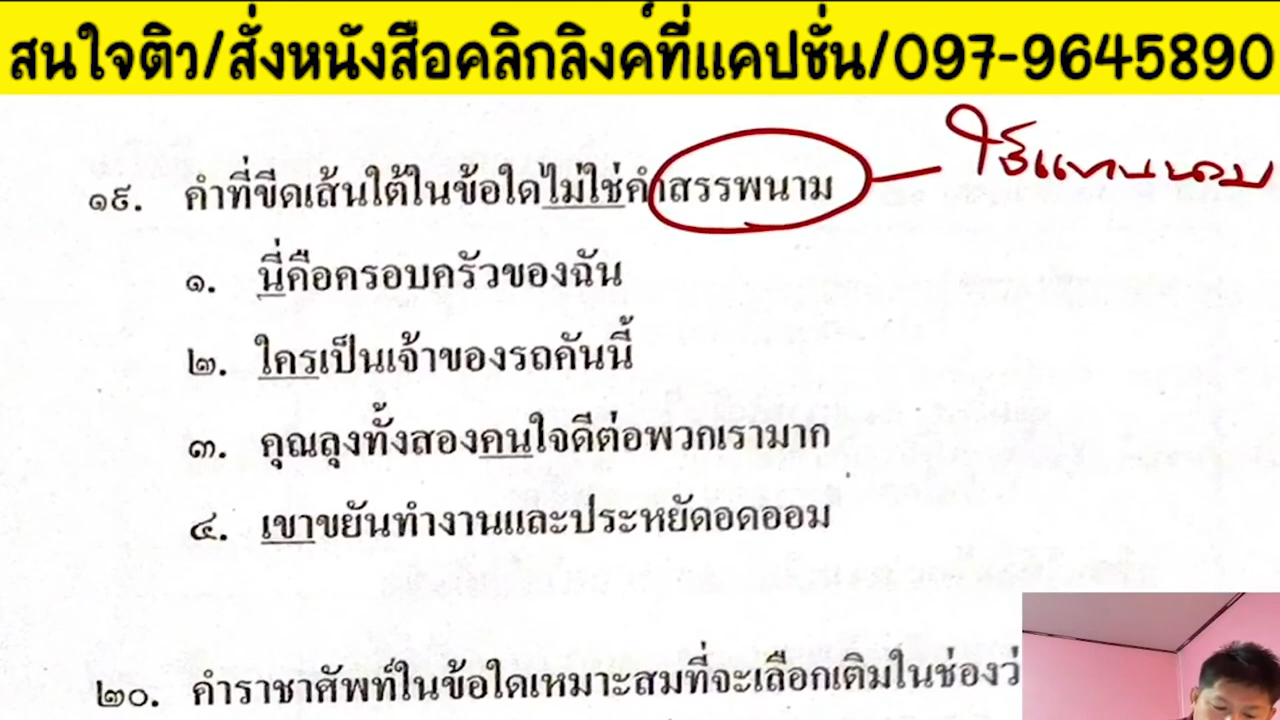 สนใจติว/สั่งหนังสือคลิกลิงค์ที่แคปชั่น/097-9645890
ใช้แทนนาม
๑๙. คำที่ขีดเส้นใต้ในข้อใดไม่ใช่คำสรรพนาม
๑. นี่คือครอบครัวของฉัน
๒. ใครเป็นเจ้าของรถคันนี้
๓. คุณลุงทั้งสองคนใจดีต่อพวกเรามาก
๔. เขาขยันทำงานและประหยัดอดออม
๒๐. คำราชาศัพท์ในข้อใดเหมาะสมที่จะเลือกเติมในช่องว่